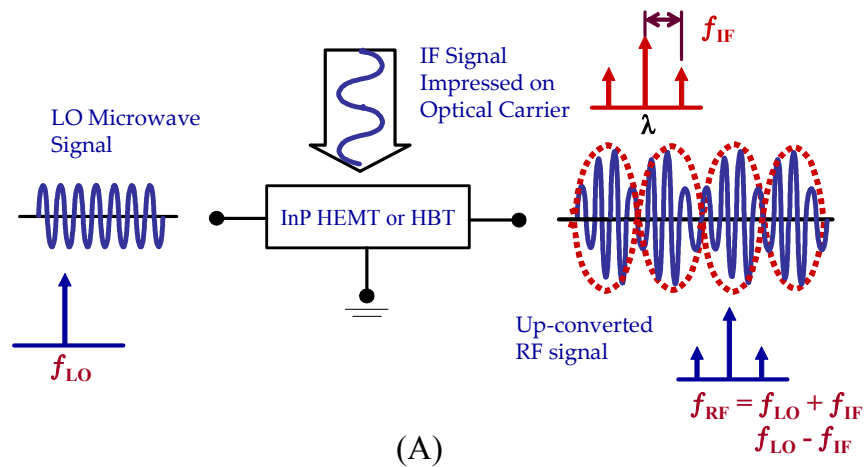 IF Signal
Impressed on
Optical Carrier
f_IF
λ
LO Microwave
Signal
InP HEMT or HBT
f_LO
Up-converted
RF signal
f_RF = f_LO + f_IF
f_LO - f_IF
(A)